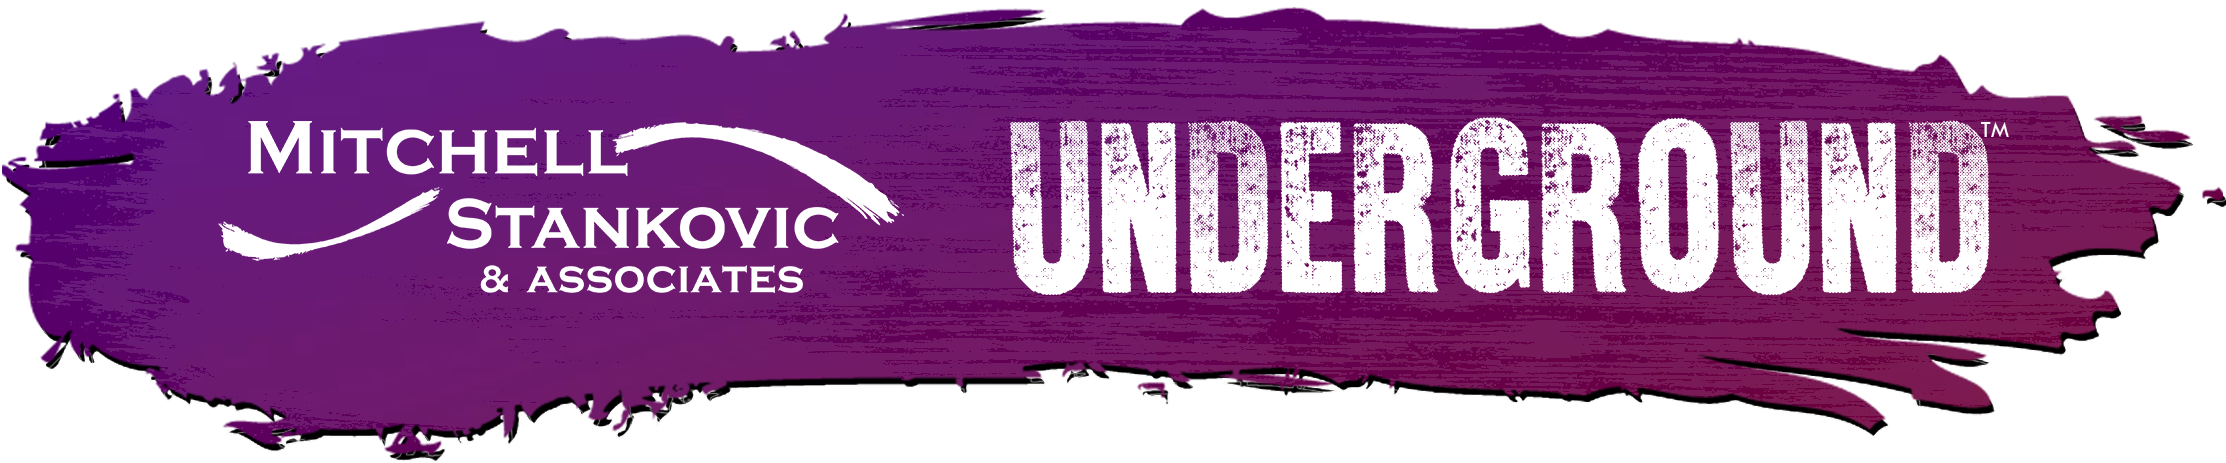 MITCHELL
STANKOVIC
& ASSOCIATES
UNDERGROUND™